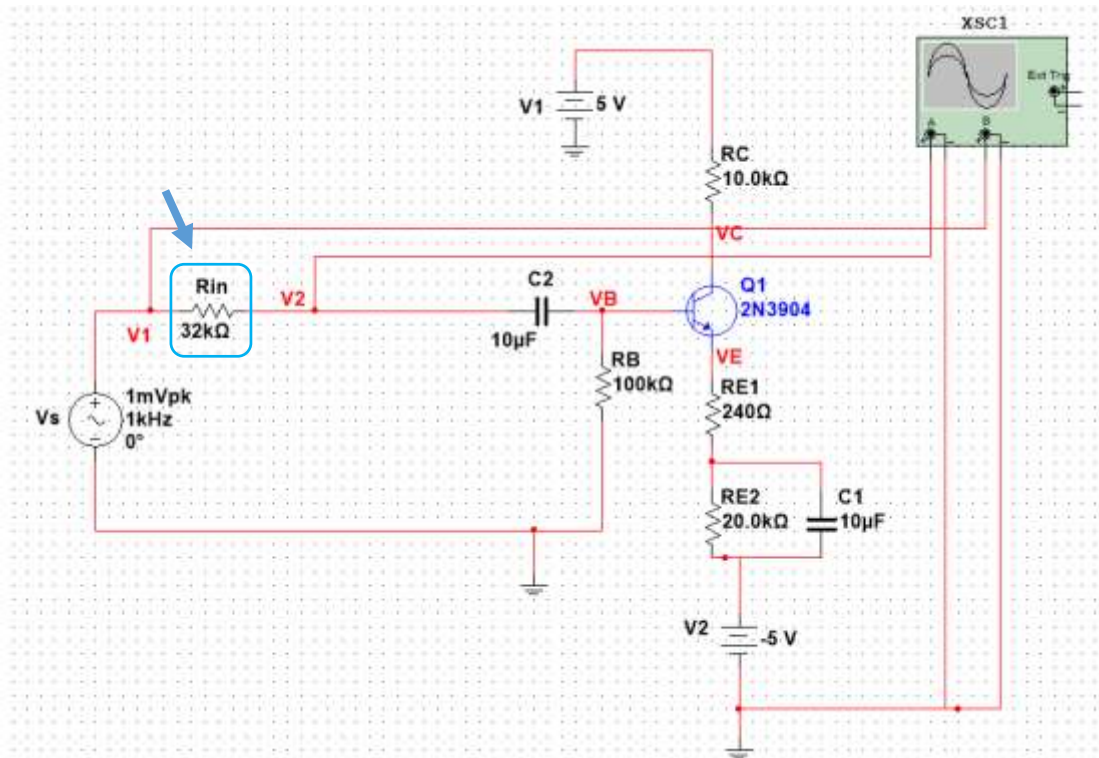 XSC1
Ext Trig
A
B
V1
5 V
RC
10.0kΩ
VC
Rin
32kΩ
V1
V2
C2
10µF
VB
Q1
2N3904
VE
RB
100kΩ
RE1
240Ω
Vs
1mVpk
1kHz
0°
RE2
20.0kΩ
C1
10µF
V2
-5 V